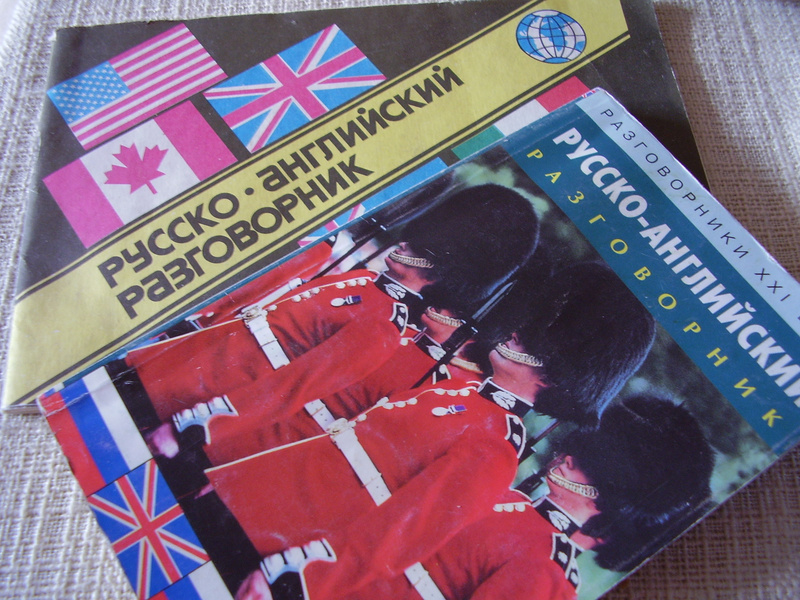 РУССКО • АНГЛИЙСКИЙ
РАЗГОВОРНИК
РАЗГОВОРНИКИ XXI
РУССКО-АНГЛИЙСКИЙ
РАЗГОВОРНИК